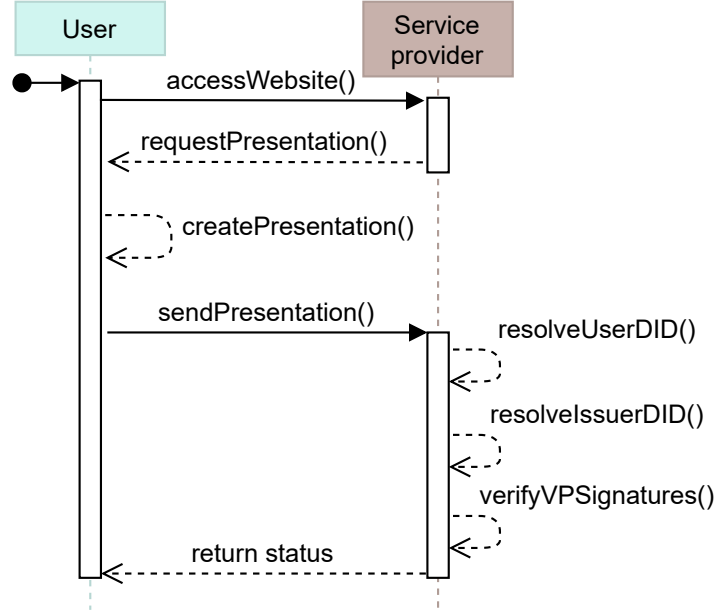 User
Service
provider
accessWebsite()
requestPresentation()
createPresentation()
sendPresentation()
resolveUserDID()
resolveIssuerDID()
verifyVPSignatures()
return status